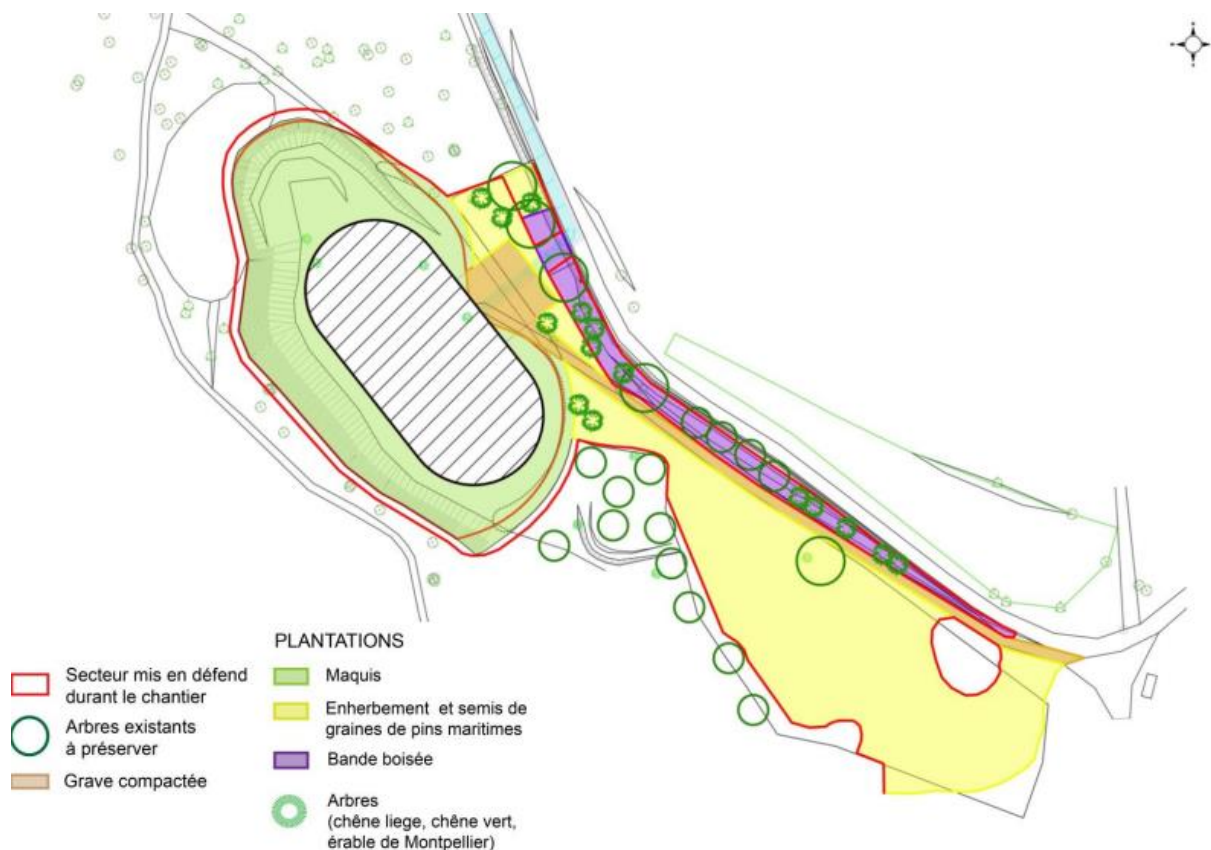 Secteur mis en défend
durant le chantier
Arbres existants
à préserver
Grave compactée
PLANTATIONS
Maquis
Enherbement et semis de
graines de pins maritimes
Bande boisée
Arbres
(chêne liege, chêne vert,
érable de Montpellier)